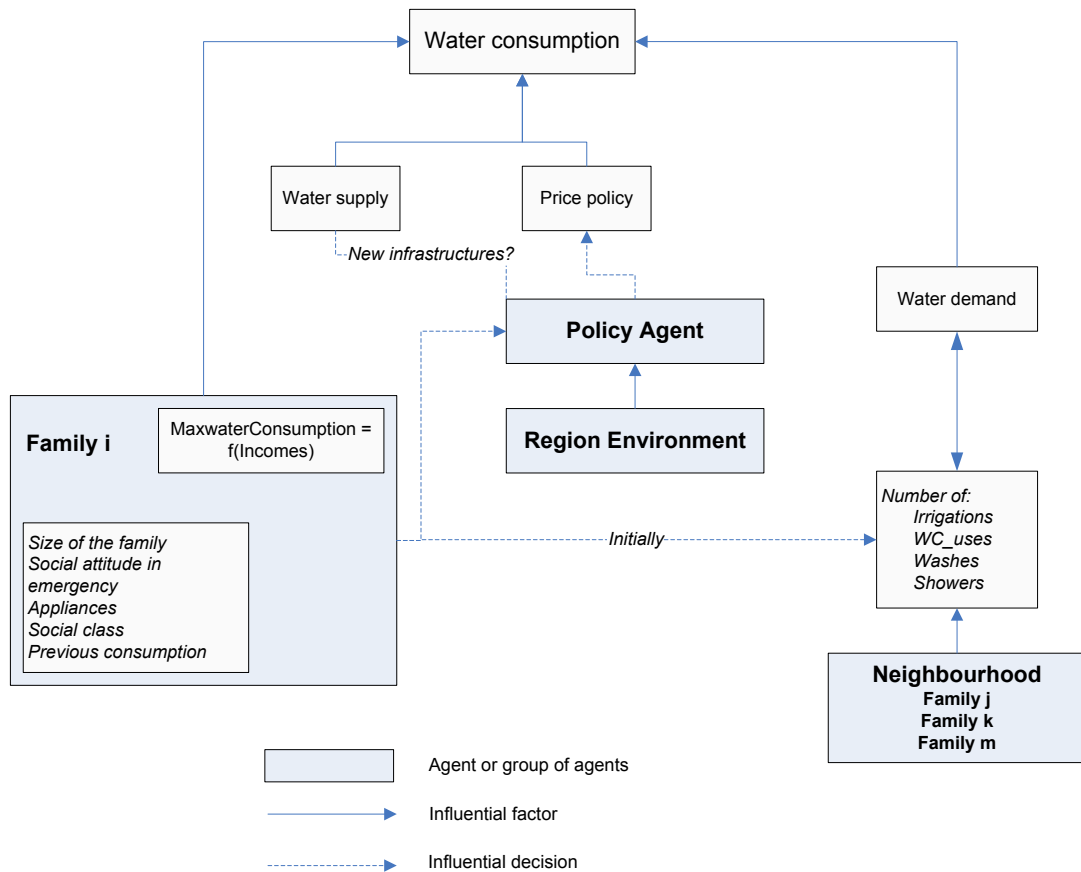 Water consumption
Water supply
Price policy
New infrastructures?
Water demand
Policy Agent
Region Environment
Family i
MaxwaterConsumption =
f(Incomes)
Size of the family
Social attitude in
emergency
Appliances
Social class
Previous consumption
Initially
Number of:
Irrigations
WC_uses
Washes
Showers
Neighbourhood
Family j
Family k
Family m
Agent or group of agents
Influential factor
Influential decision